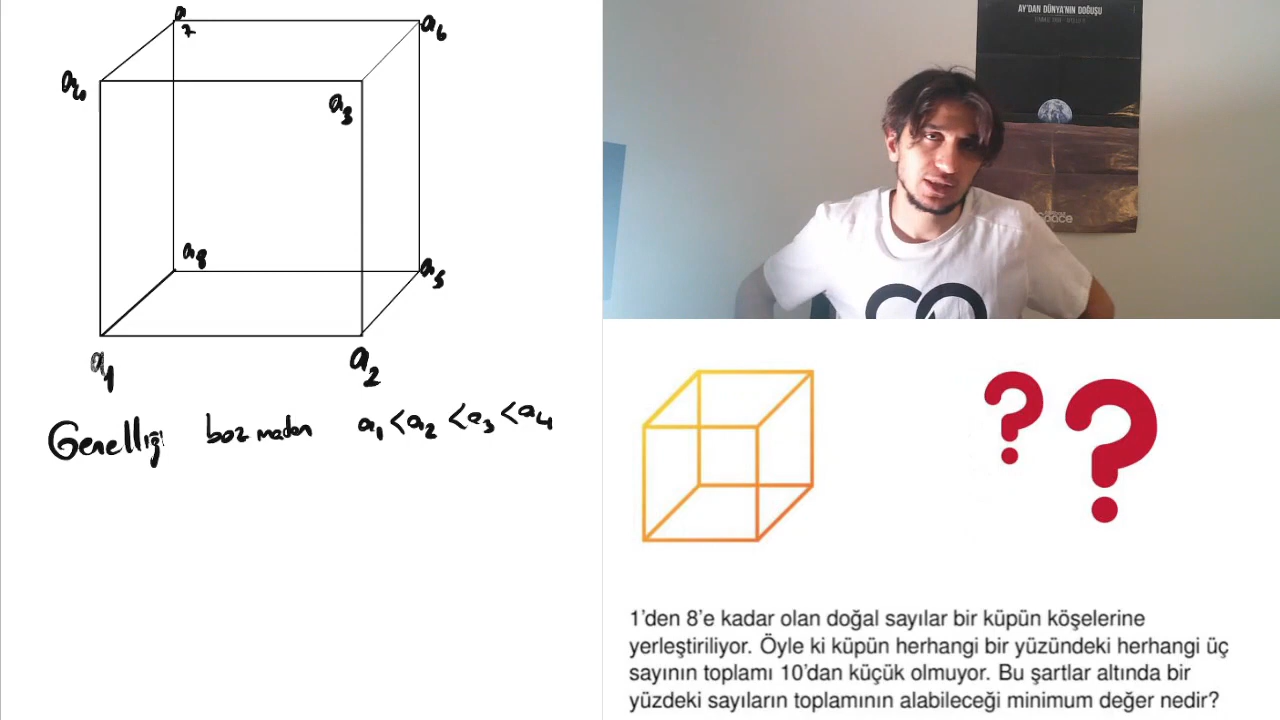 a7
a6
a4
a3
a8
a5
a1
a2
Genelliği bozmadan a1 < a2 < a3 < a4
AY'DAN DÜNYA'NIN DOĞUŞU
space
1'den 8'e kadar olan doğal sayılar bir küpün köşelerine
yerleştiriliyor. Öyle ki küpün herhangi bir yüzündeki herhangi üç
sayının toplamı 10'dan küçük olmuyor. Bu şartlar altında bir
yüzdeki sayıların toplamının alabileceği minimum değer nedir?
? ?